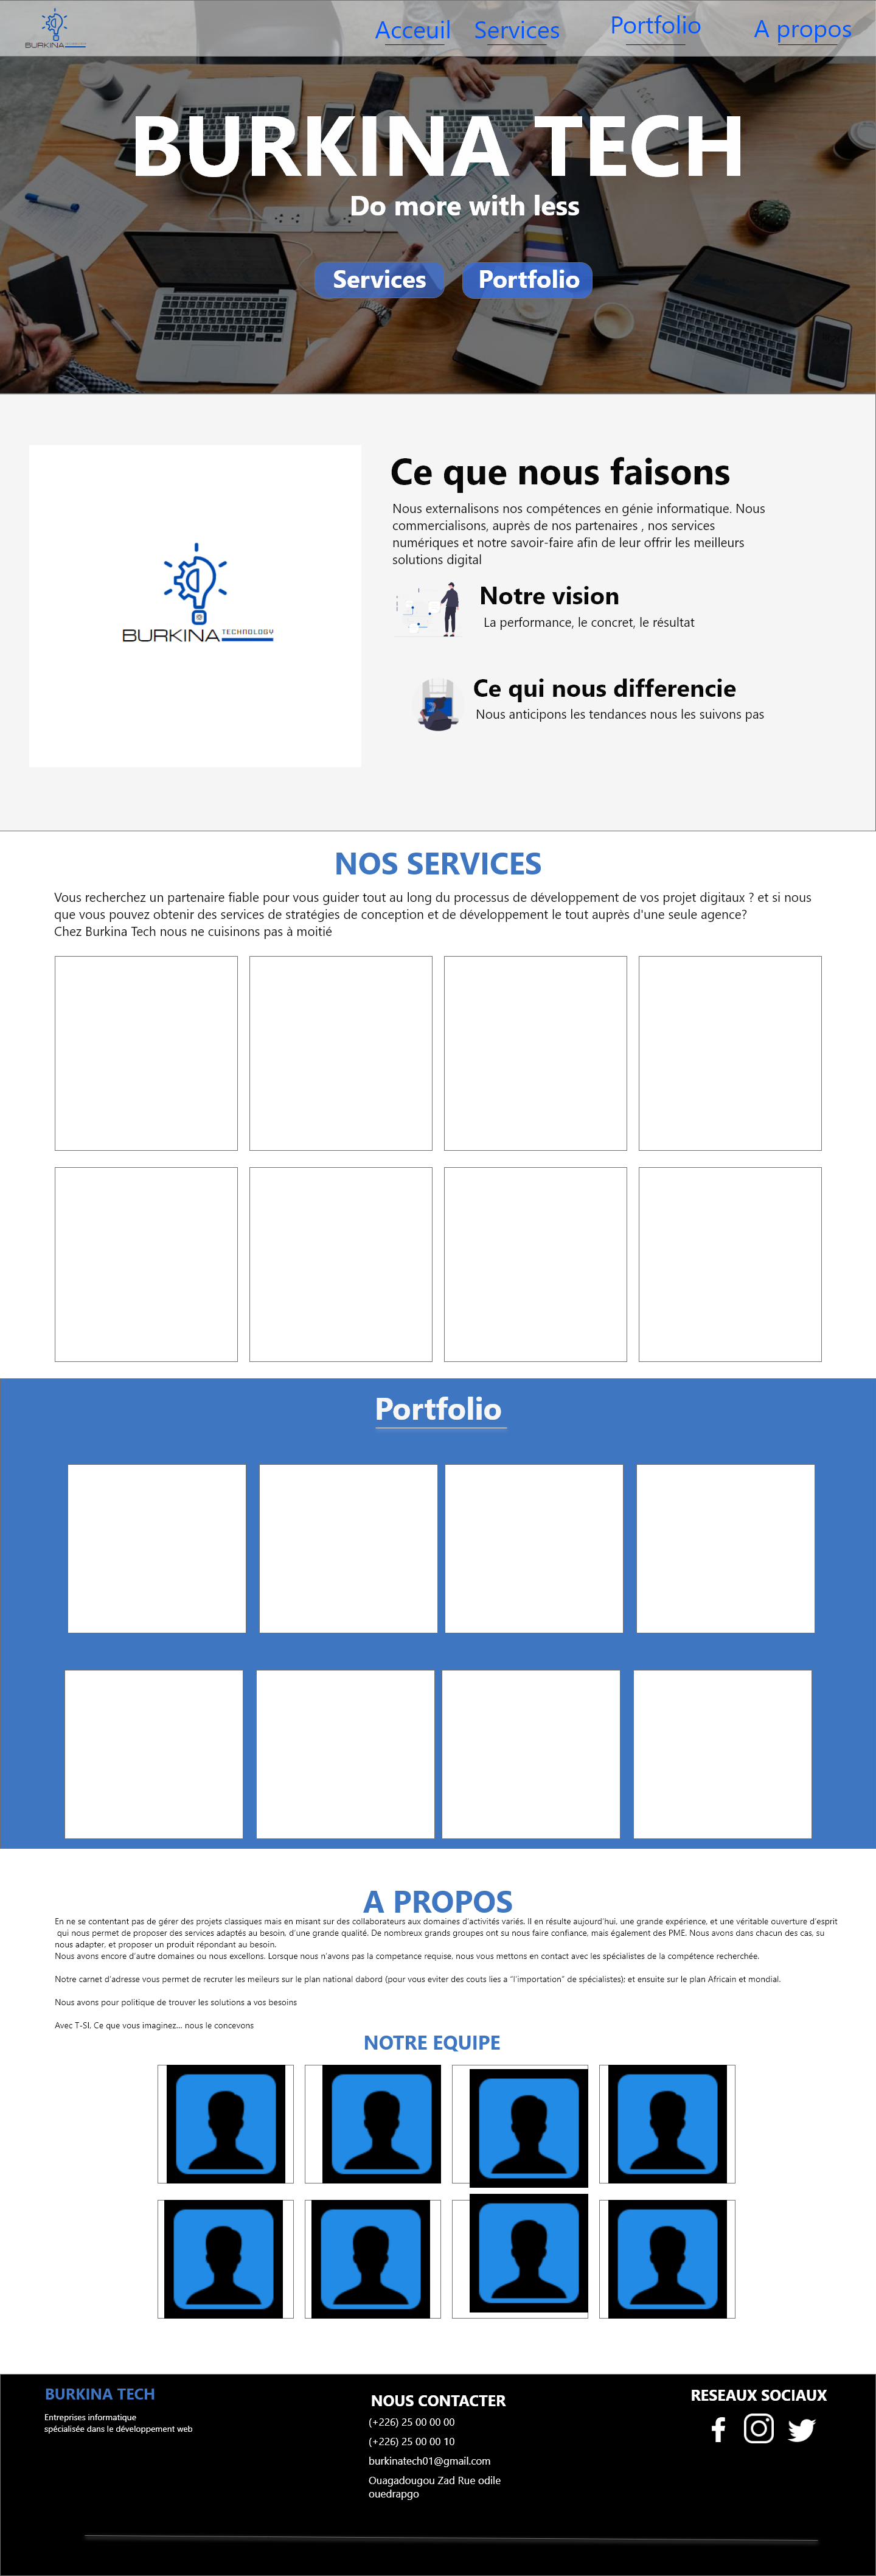 BURKINA
Acceuil
Services
Portfolio
A propos
BURKINA TECH
Do more with less
Services
Portfolio
Ce que nous faisons
Nous externalisons nos compétences en génie informatique. Nous
commercialisons, auprès de nos partenaires , nos services
numériques et notre savoir-faire afin de leur offrir les meilleurs
solutions digital
BURKINA TECHNOLOGY
Notre vision
La performance, le concret, le résultat
Ce qui nous differencie
Nous anticipons les tendances nous les suivons pas
NOS SERVICES
Vous recherchez un partenaire fiable pour vous guider tout au long du processus de développement de vos projet digitaux ? et si nous
que vous pouvez obtenir des services de stratégies de conception et de développement le tout auprès d'une seule agence?
Chez Burkina Tech nous ne cuisinons pas à moitié
Portfolio
A PROPOS
En ne se contentant pas de gérer des projets classiques mais en misant sur des collaborateurs aux domaines d'activités variés. Il en résulte aujourd'hui, une grande expérience, et une véritable ouverture d'esprit
qui nous permet de proposer des services adaptés au besoin, d'une grande qualité. De nombreux grands groupes ont su nous faire confiance, mais également des PME. Nous avons dans chacun des cas, su
nous adapter, et proposer un produit répondant au besoin.
Nous avons encore d'autre domaines ou nous excellons. Lorsque nous n'avons pas la competance requise, nous vous mettons en contact avec les spécialistes de la compétence recherchée.
Notre carnet d'adresse vous permet de recruter les meileurs sur le plan national dabord (pour vous eviter des couts lies a "l'importation" de spécialistes); et ensuite sur le plan Africain et mondial.
Nous avons pour politique de trouver les solutions a vos besoins
Avec T-SI. Ce que vous imaginez... nous le concevons
NOTRE EQUIPE
BURKINA TECH
Entreprises informatique
spécialisée dans le développement web
NOUS CONTACTER
(+226) 25 00 00 00
(+226) 25 00 00 10
burkinatech01@gmail.com
Ouagadougou Zad Rue odile
ouedrapgo
RESEAUX SOCIAUX